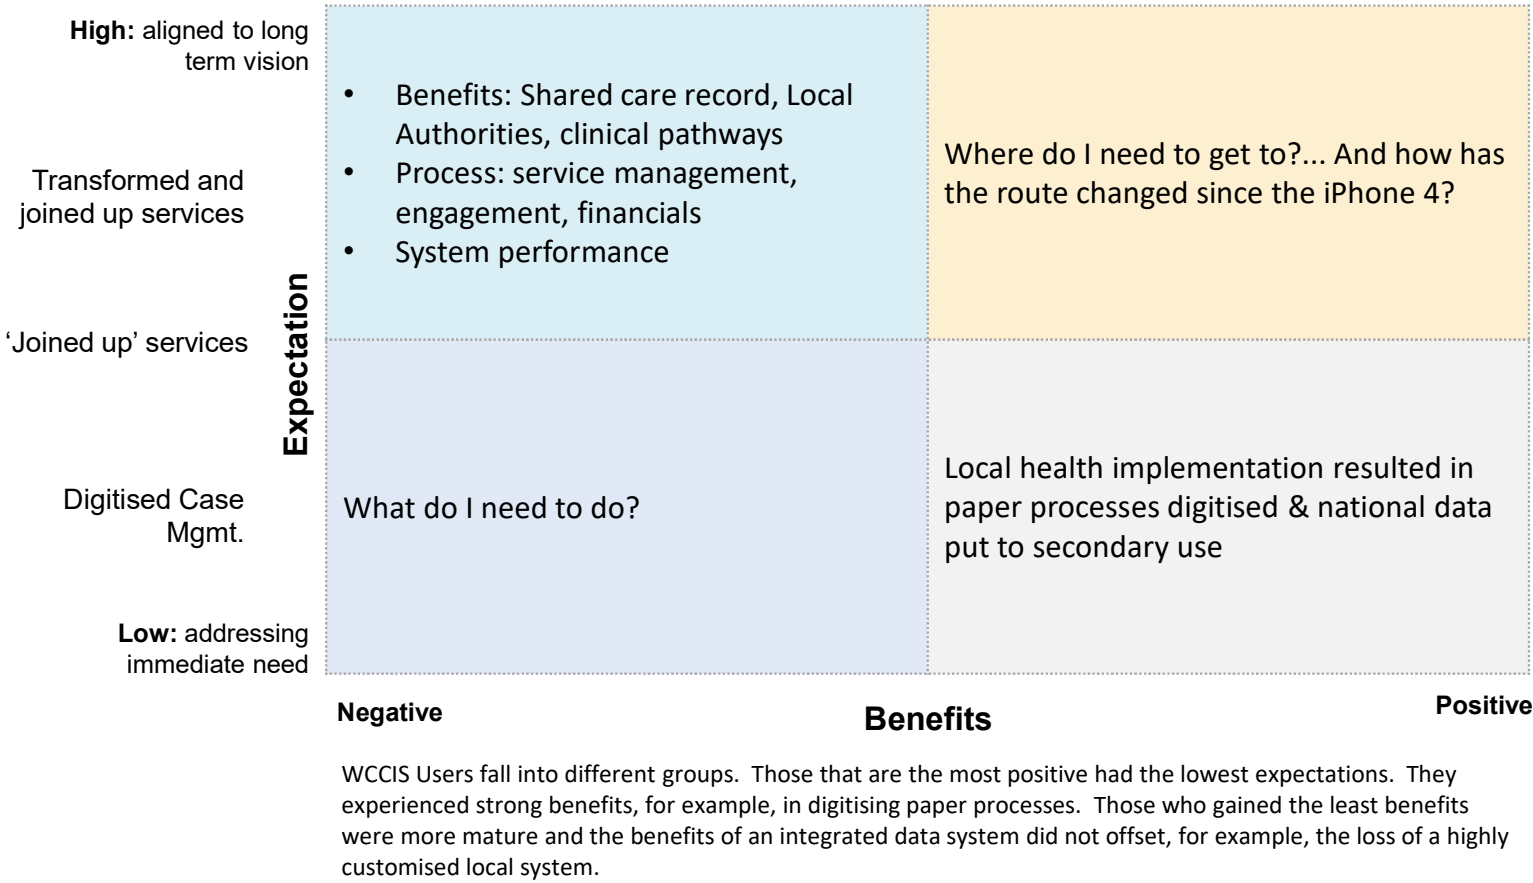 High: aligned to long
term vision
Transformed and
joined up services
‘Joined up’ services
Digitised Case
Mgmt.
Low: addressing
immediate need
Expectation
• Benefits: Shared care record, Local
Authorities, clinical pathways
• Process: service management,
engagement, financials
• System performance
Where do I need to get to?... And how has
the route changed since the iPhone 4?
What do I need to do?
Local health implementation resulted in
paper processes digitised & national data
put to secondary use
Negative
Benefits
Positive
WCCIS Users fall into different groups.  Those that are the most positive had the lowest expectations.  They
experienced strong benefits, for example, in digitising paper processes.  Those who gained the least benefits
were more mature and the benefits of an integrated data system did not offset, for example, the loss of a highly
customised local system.